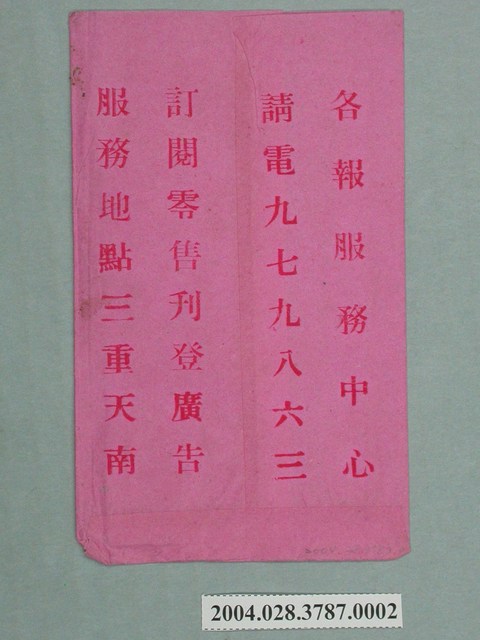 各報服務中心
請電九七九八六三
訂閱零售刊登廣告
服務地點三重天南
2004.028.3787.0002